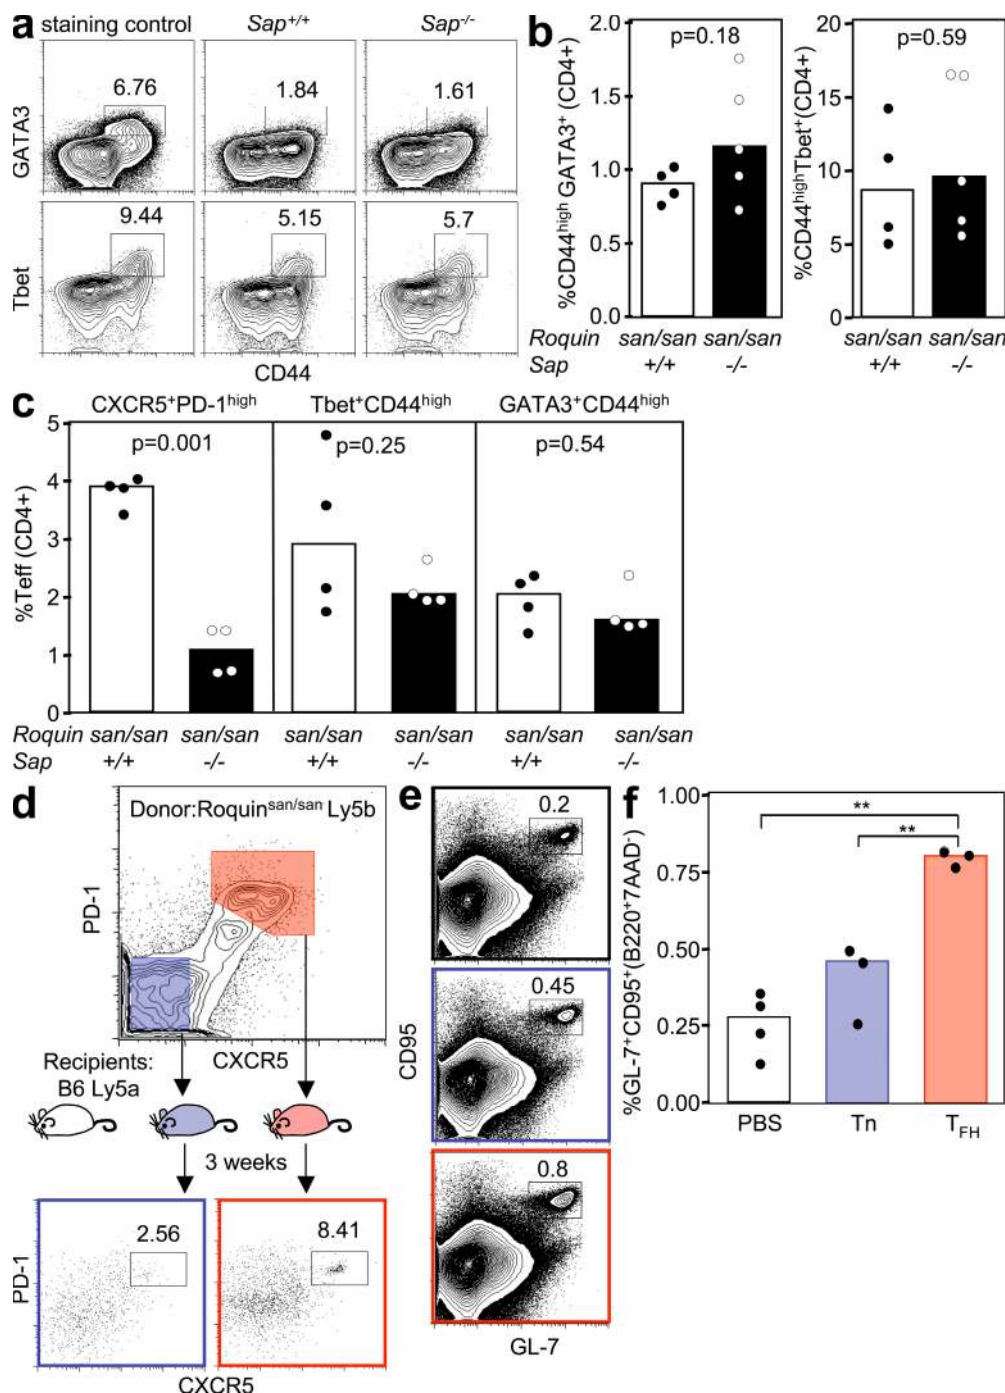 a
staining control
Sap+/+
Sap-/-
6.76
1.84
1.61
GATA3
9.44
5.15
5.7
Tbet
CD44
b
p=0.18
p=0.59
%CD44high GATA3+ (CD4+)
2.0
1.5
1.0
0.5
0.0
%CD44highTbet+(CD4+)
20
15
10
5
0
Roquin san/san san/san san/san san/san
Sap +/+ -/- +/+ -/-
c
CXCR5+PD-1high
Tbet+CD44high
GATA3+CD44high
p=0.001
p=0.25
p=0.54
%Teff (CD4+)
5
4
3
2
1
0
Roquin san/san san/san san/san san/san san/san san/san
Sap +/+ -/- +/+ -/- +/+ -/-
d
Donor:Roquinsan/san Ly5b
PD-1
CXCR5
Recipients:
B6 Ly5a
3 weeks
2.56
8.41
PD-1
CXCR5
e
0.2
0.45
0.8
CD95
GL-7
f
%GL-7+CD95+(B220+7AAD-)
1.00
0.75
0.50
0.25
0.00
**
**
PBS
Tn
TFH